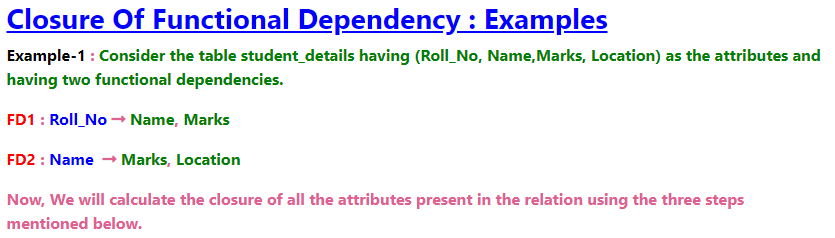 Closure Of Functional Dependency : Examples
Example-1 : Consider the table student_details having (Roll_No, Name,Marks, Location) as the attributes and
having two functional dependencies.
FD1 : Roll_No → Name, Marks
FD2 : Name → Marks, Location
Now, We will calculate the closure of all the attributes present in the relation using the three steps
mentioned below.